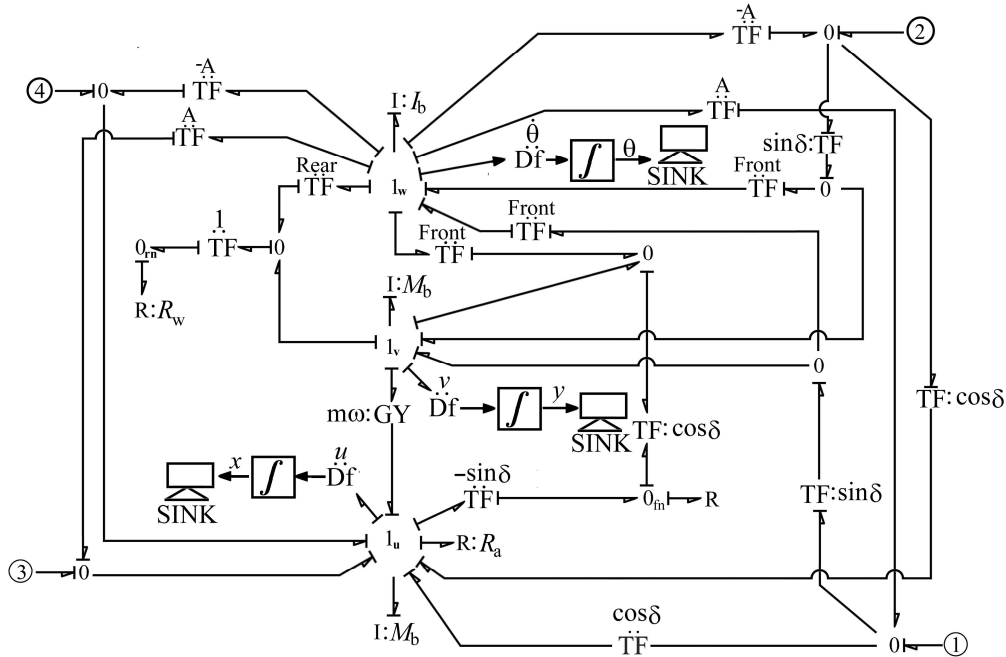 -A
TF
0
2
4
0
-A
TF
I:Ib
A
TF
A
TF
θ̇
Df
∫
θ
SINK
sinδ:TF
Rear
TF
1w
Front
TF
0
1
0rn
TF
0
Front
TF
Front
TF
0
R:Rw
I:Mb
1v
0
v
Df
∫
y
SINK
mω:GY
TF:cosδ
TF:cosδ
x
∫
u
Df
SINK
-sinδ
TF
0fn
R
TF:sinδ
1u
R:Ra
3
0
I:Mb
cosδ
TF
0
1